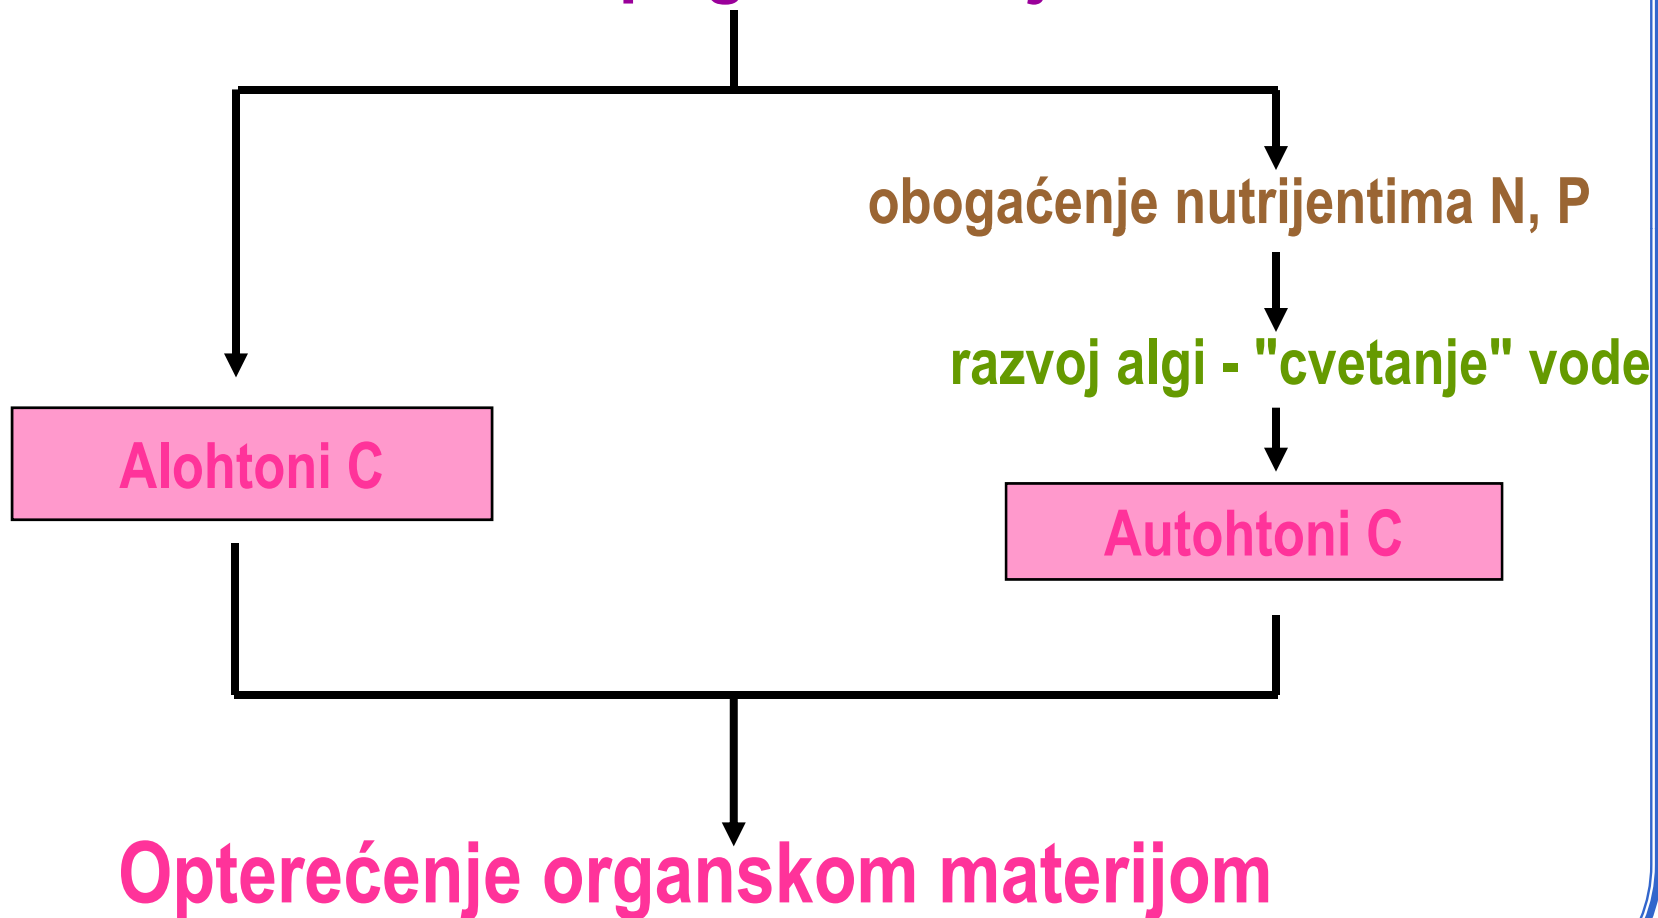 obogaćenje nutrijentima N, P
razvoj algi - "cvetanje" vode
Alohtoni C
Autohtoni C
Opterećenje organskom materijom